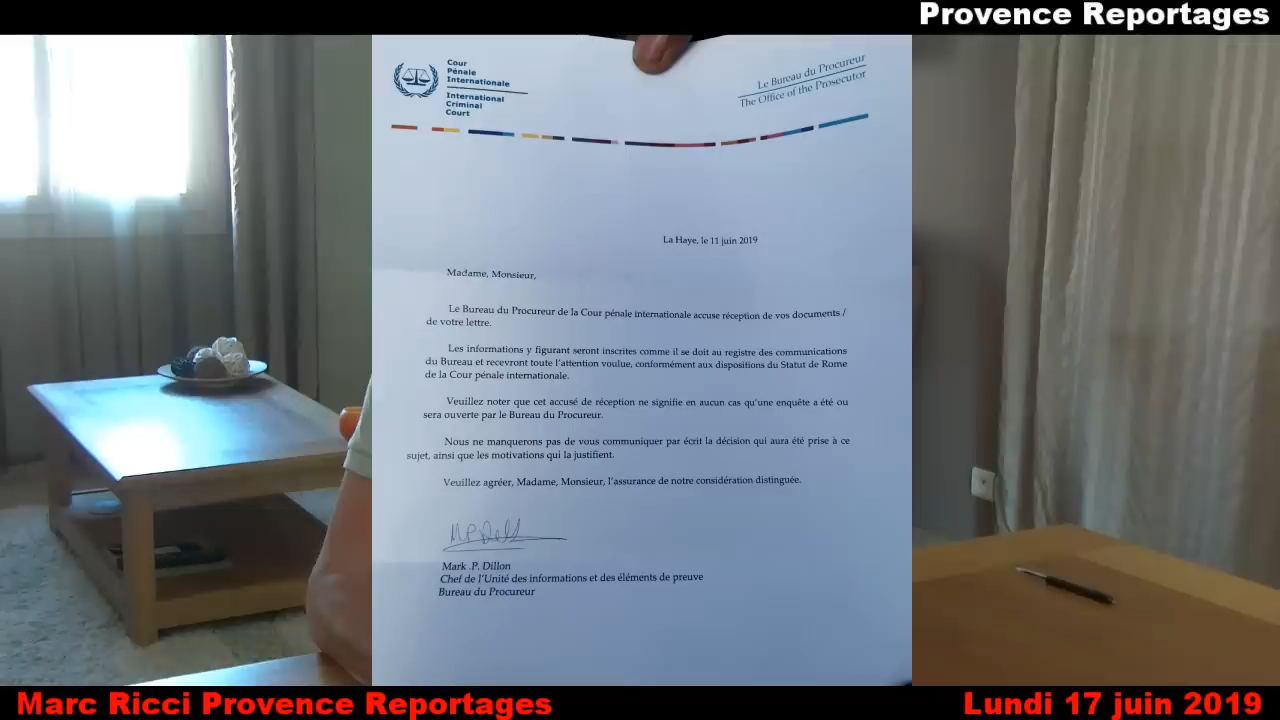 Provence Reportages
Cour
Pénale
Internationale
International
Criminal
Court
Le Bureau du Procureur
The Office of the Prosecutor
La Haye, le 11 juin 2019
Madame, Monsieur,
Le Bureau du Procureur de la Cour pénale internationale accuse réception de vos documents /
de votre lettre.
Les informations y figurant seront inscrites comme il se doit au registre des communications
du Bureau et recevront toute l'attention voulue, conformément aux dispositions du Statut de Rome
de la Cour pénale internationale.
Veuillez noter que cet accusé de réception ne signifie en aucun cas qu'une enquête a été ou
sera ouverte par le Bureau du Procureur.
Nous ne manquerons pas de vous communiquer par écrit la décision qui aura été prise à ce
sujet, ainsi que les motivations qui la justifient.
Veuillez agréer, Madame, Monsieur, l'assurance de notre considération distinguée.
Mark .P. Dillon
Chef de l'Unité des informations et des éléments de preuve
Bureau du Procureur
Marc Ricci Provence Reportages
Lundi 17 juin 2019